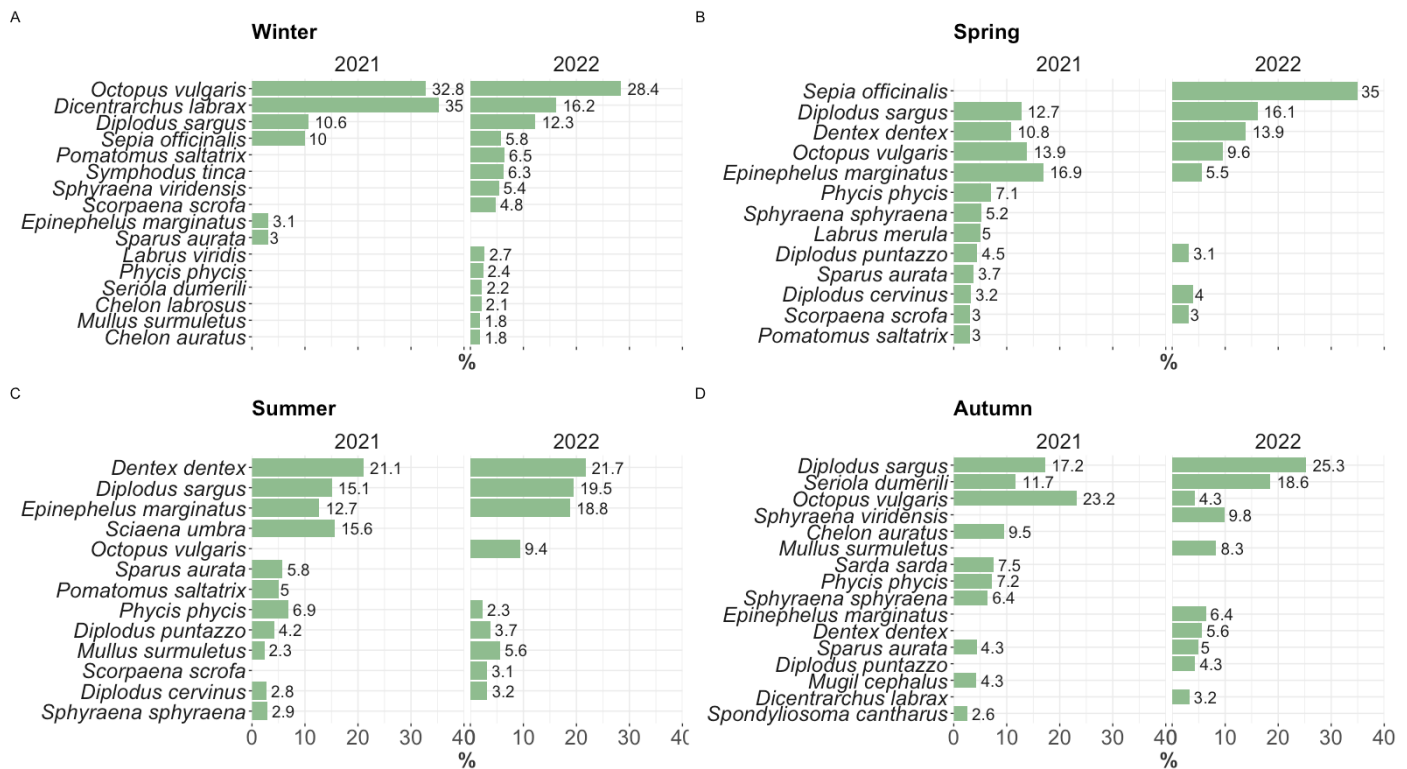 A
Winter
2021 2022
Octopus vulgaris 32.8 28.4
Dicentrarchus labrax 35 16.2
Diplodus sargus 10.6 12.3
Sepia officinalis 10 5.8
Pomatomus saltatrix 6.5
Symphodus tinca 6.3
Sphyraena viridensis 5.4
Scorpaena scrofa 4.8
Epinephelus marginatus 3.1
Sparus aurata 3
Labrus viridis 2.7
Phycis phycis 2.4
Seriola dumerili 2.2
Chelon labrosus 2.1
Mullus surmuletus 1.8
Chelon auratus 1.8
%
B
Spring
2021 2022
Sepia officinalis 35
Diplodus sargus 12.7 16.1
Dentex dentex 10.8 13.9
Octopus vulgaris 13.9 9.6
Epinephelus marginatus 16.9 5.5
Phycis phycis 7.1
Sphyraena sphyraena 5.2
Labrus merula 5
Diplodus puntazzo 4.5 3.1
Sparus aurata 3.7
Diplodus cervinus 3.2 4
Scorpaena scrofa 3 3
Pomatomus saltatrix 3
%
C
Summer
2021 2022
Dentex dentex 21.1 21.7
Diplodus sargus 15.1 19.5
Epinephelus marginatus 12.7 18.8
Sciaena umbra 15.6
Octopus vulgaris 9.4
Sparus aurata 5.8
Pomatomus saltatrix 5
Phycis phycis 6.9 2.3
Diplodus puntazzo 4.2 3.7
Mullus surmuletus 2.3 5.6
Scorpaena scrofa 3.1
Diplodus cervinus 2.8 3.2
Sphyraena sphyraena 2.9
0 10 20 30 40 0 10 20 30 40
%
D
Autumn
2021 2022
Diplodus sargus 17.2 25.3
Seriola dumerili 11.7 18.6
Octopus vulgaris 23.2 4.3
Sphyraena viridensis 9.8
Chelon auratus 9.5
Mullus surmuletus 8.3
Sarda sarda 7.5
Phycis phycis 7.2
Sphyraena sphyraena 6.4
Epinephelus marginatus 6.4
Dentex dentex 5.6
Sparus aurata 4.3 5
Diplodus puntazzo 4.3
Mugil cephalus 4.3
Dicentrarchus labrax 3.2
Spondyliosoma cantharus 2.6
0 10 20 30 40 0 10 20 30 40
%